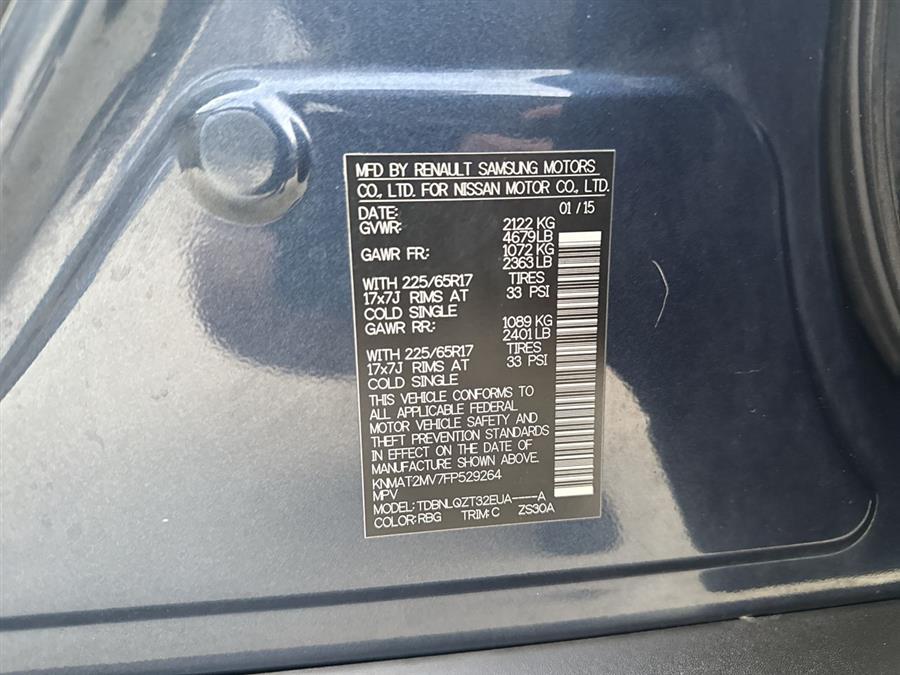 MFD BY RENAULT SAMSUNG MOTORS
CO., LTD. FOR NISSAN MOTOR CO., LTD.
DATE: 01/15
GVWR: 2122 KG
4679LB
GAWR FR: 1072 KG
2363LB
WITH 225/65R17 TIRES
17x7J RIMS AT 33 PSI
COLD SINGLE
GAWR RR: 1089 KG
2401LB
WITH 225/65R17 TIRES
17x7J RIMS AT 33 PSI
COLD SINGLE
THIS VEHICLE CONFORMS TO
ALL APPLICABLE FEDERAL
MOTOR VEHICLE SAFETY AND
THEFT PREVENTION STANDARDS
IN EFFECT ON THE DATE OF
MANUFACTURE SHOWN ABOVE.
KNMAT2MV7FP529264
MPV
MODEL: TDBNLQZT32EUA----A
COLOR: RBG TRIM: C ZS30A